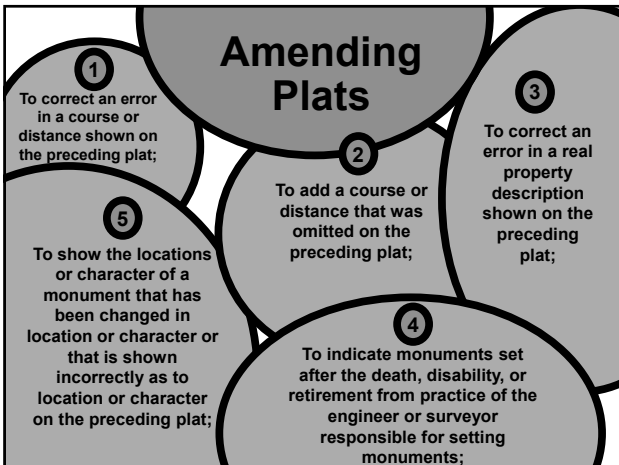 Amending
Plats
1
To correct an error
in a course or
distance shown on
the preceding plat;
2
To add a course or
distance that was
omitted on the
preceding plat;
3
To correct an
error in a real
property
description
shown on the
preceding
plat;
4
To indicate monuments set
after the death, disability, or
retirement from practice of the
engineer or surveyor
responsible for setting
monuments;
5
To show the locations
or character of a
monument that has
been changed in
location or character or
that is shown
incorrectly as to
location or character
on the preceding plat;